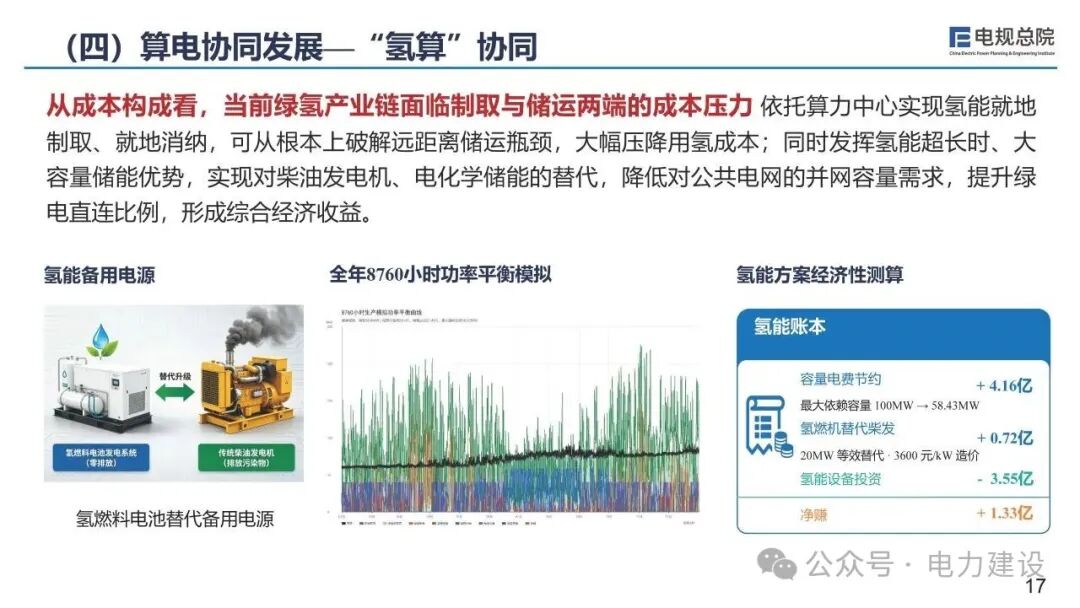 （四）算电协同发展—“氢算”协同
电规总院
China Electric Power Planning & Engineering Institute
从成本构成看，当前绿氢产业链面临制取与储运两端的成本压力 依托算力中心实现氢能就地
制取、就地消纳，可从根本上破解远距离储运瓶颈，大幅压降用氢成本；同时发挥氢能超长时、大
容量储能优势，实现对柴油发电机、电化学储能的替代，降低对公共电网的并网容量需求，提升绿
电直连比例，形成综合经济收益。
氢能备用电源
替代升级
氢燃料电池发电系统
（零排放）
传统柴油发电机
（排放污染物）
氢燃料电池替代备用电源
全年8760小时功率平衡模拟
8760小时生产模拟功率平衡曲线
氢能方案经济性测算
氢能账本
容量电费节约
+ 4.16亿
最大依赖容量 100MW → 58.43MW
氢燃机替代柴发
+ 0.72亿
20MW 等效替代 · 3600 元/kW 造价
氢能设备投资
- 3.55亿
净赚
+ 1.33亿
公众号 · 电力建设
17